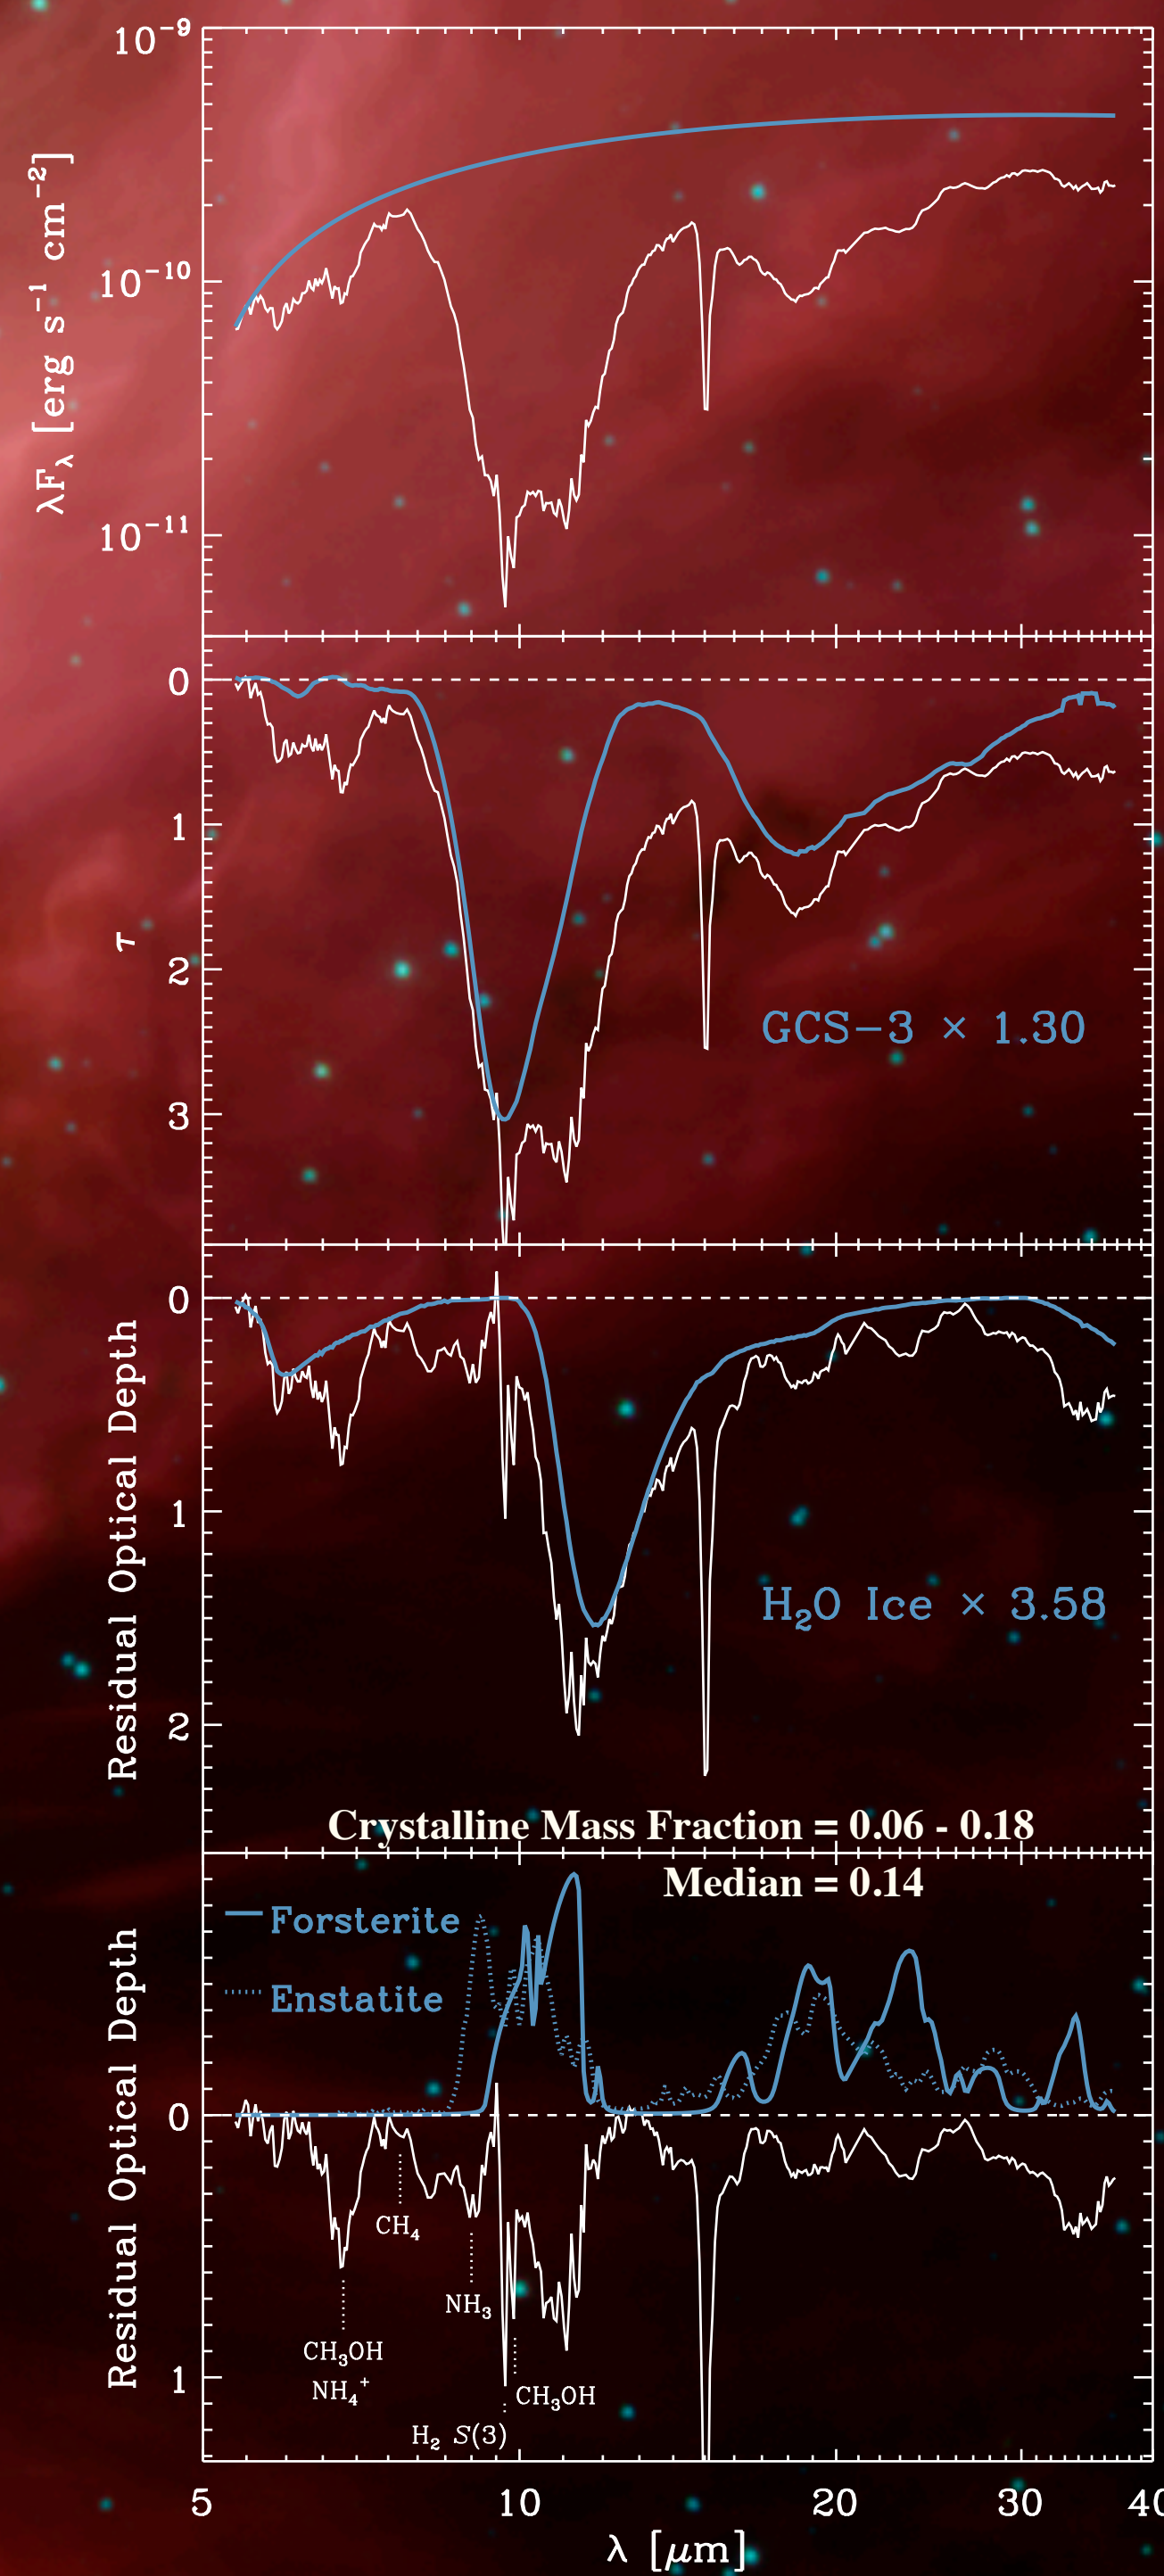 10⁻⁹
λFλ [erg s⁻¹ cm⁻²]
10⁻¹⁰
10⁻¹¹
0
1
τ
2
GCS-3 × 1.30
3
0
Residual Optical Depth
1
H₂O Ice × 3.58
2
Crystalline Mass Fraction = 0.06 - 0.18
Median = 0.14
Forsterite
Enstatite
Residual Optical Depth
0
CH₄
NH₃
CH₃OH
NH₄⁺
1
CH₃OH
H₂ S(3)
5 10 20 30 40
λ [μm]